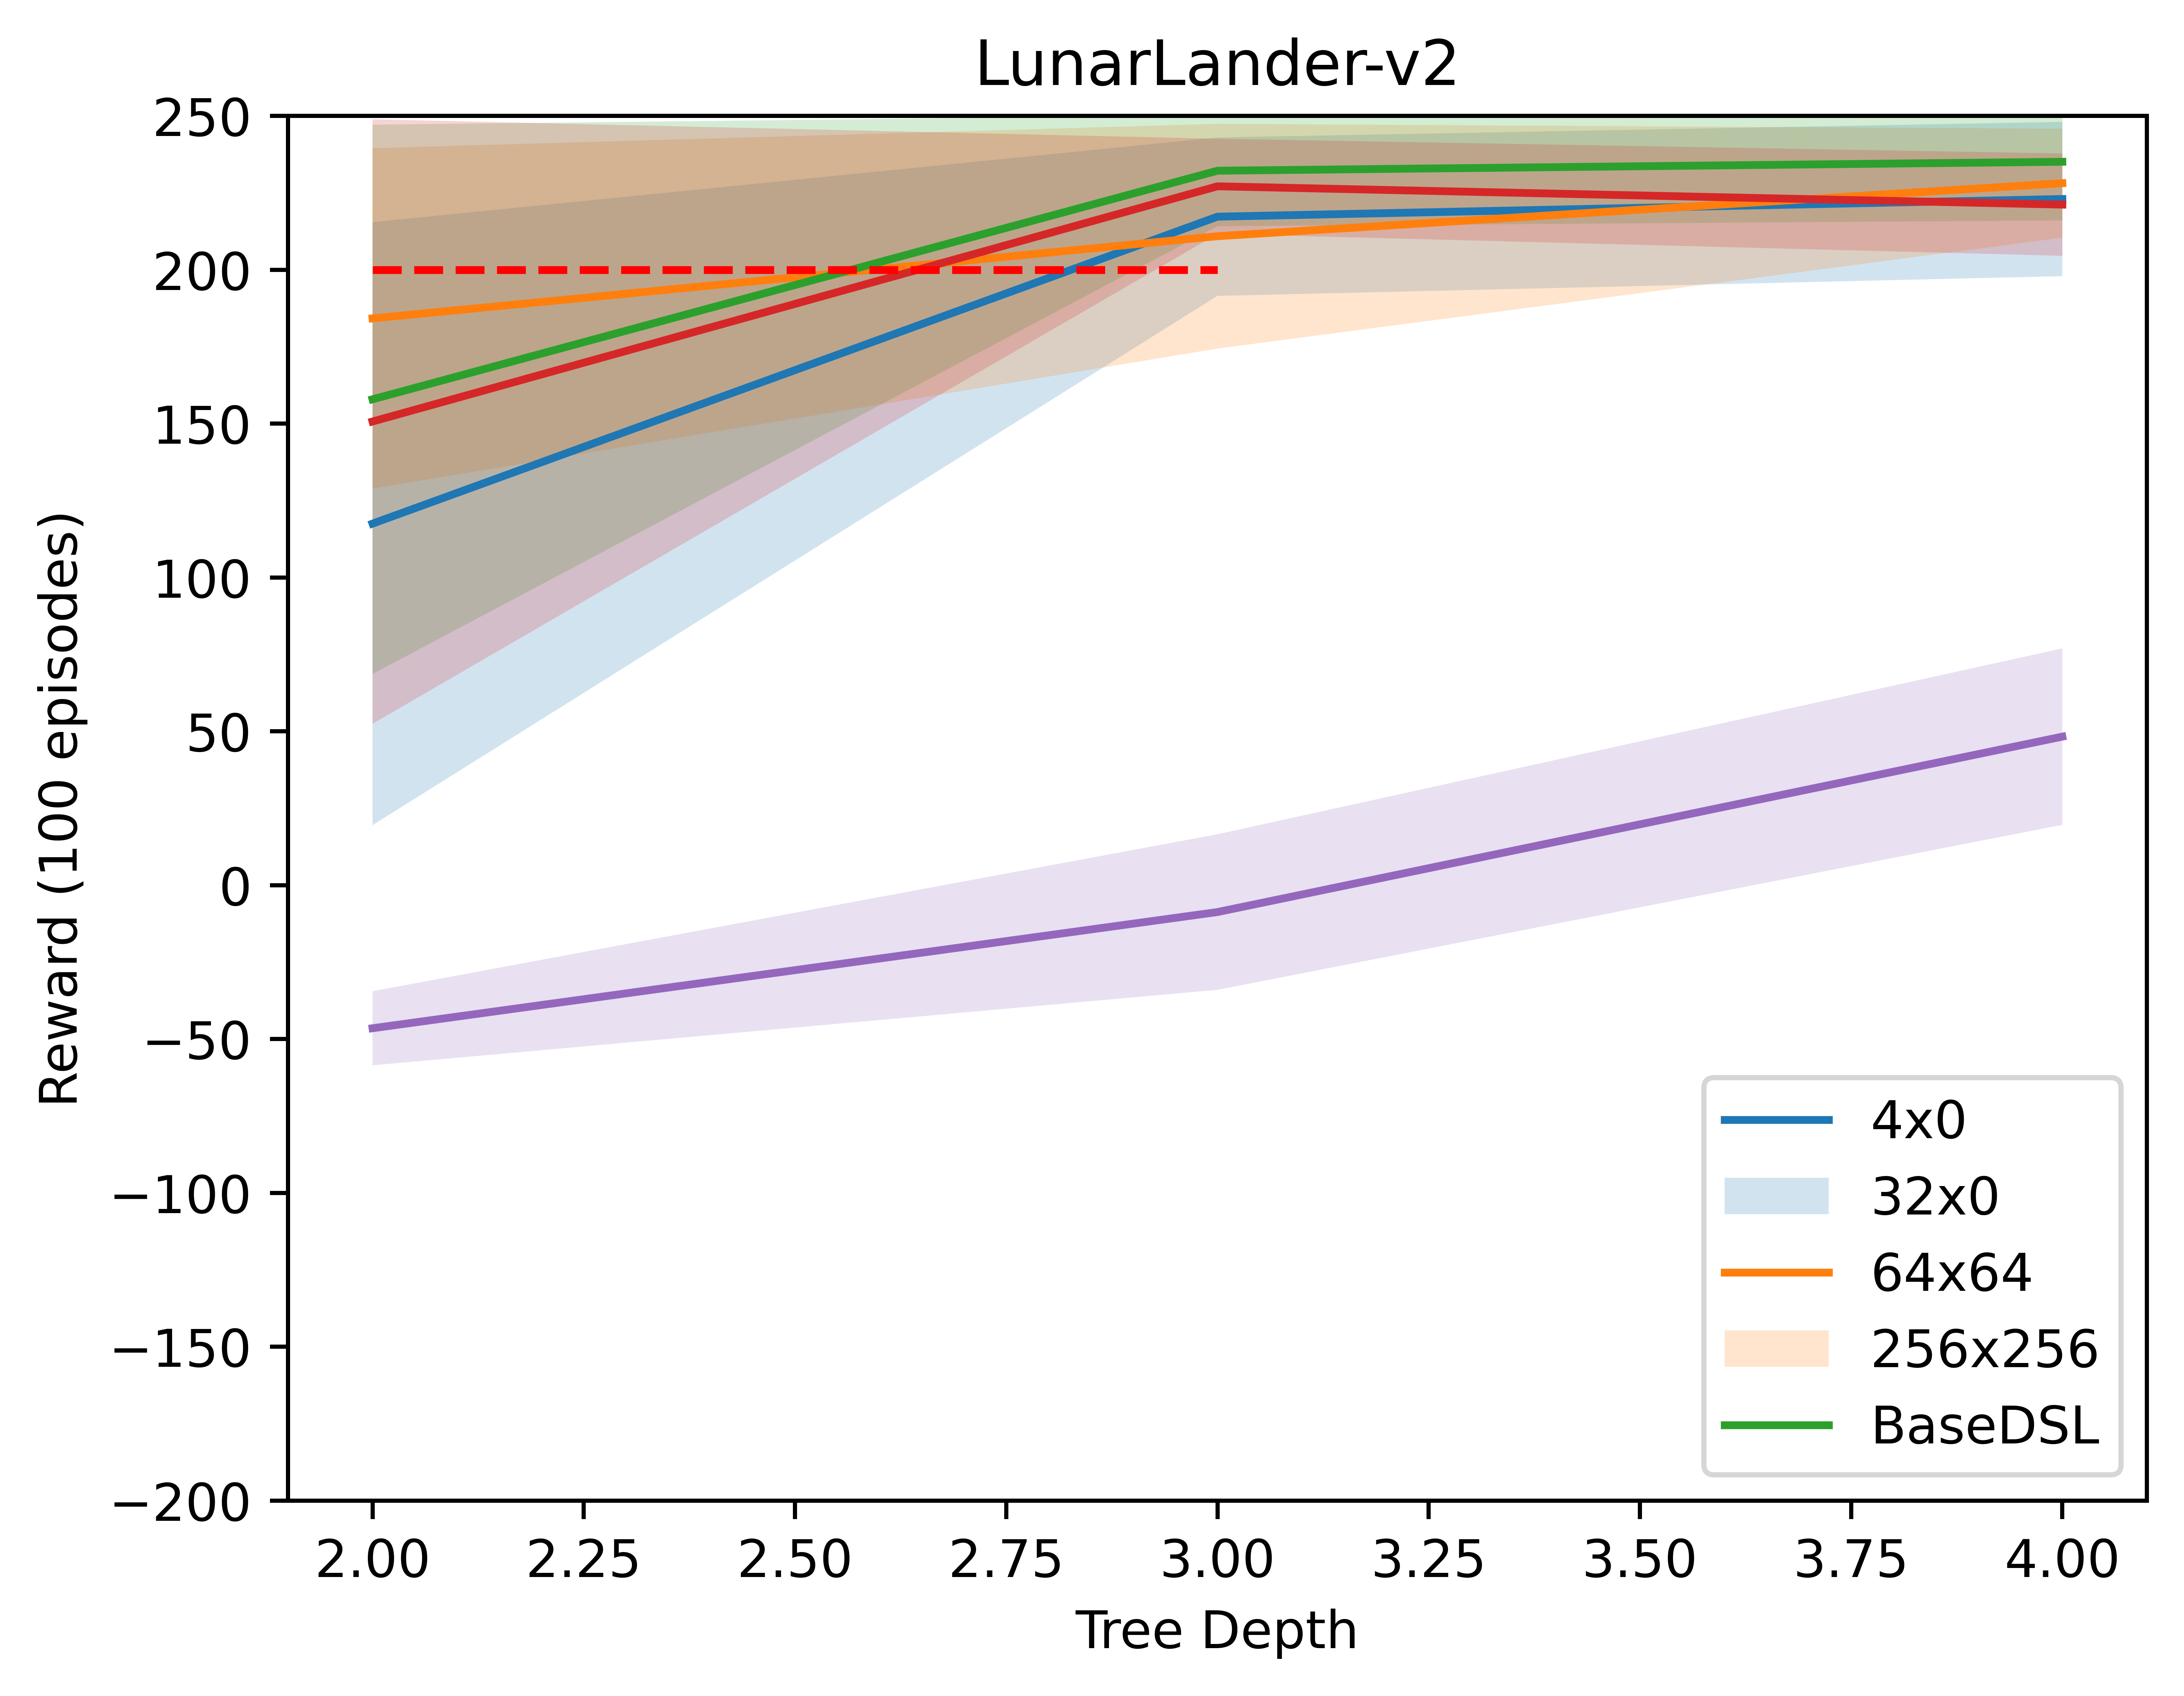 LunarLander-v2
Reward (100 episodes)
250
200
150
100
50
0
−50
−100
−150
−200
4x0
32x0
64x64
256x256
BaseDSL
2.00 2.25 2.50 2.75 3.00 3.25 3.50 3.75 4.00
Tree Depth